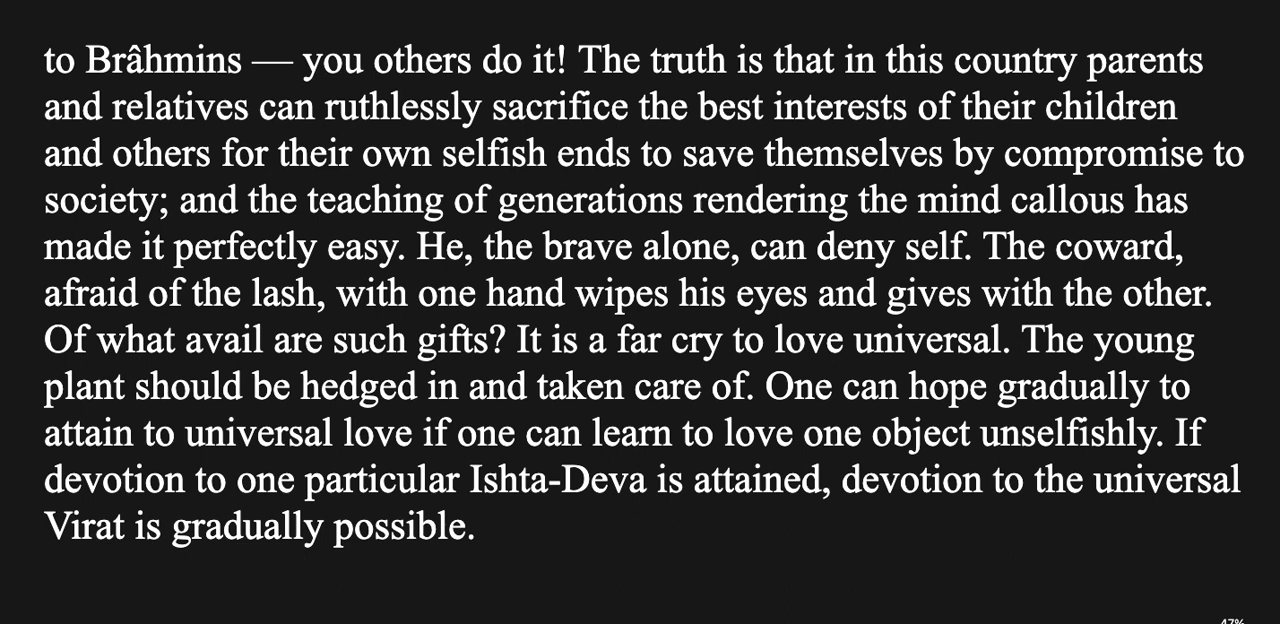 to Brâhmins — you others do it! The truth is that in this country parents
and relatives can ruthlessly sacrifice the best interests of their children
and others for their own selfish ends to save themselves by compromise to
society; and the teaching of generations rendering the mind callous has
made it perfectly easy. He, the brave alone, can deny self. The coward,
afraid of the lash, with one hand wipes his eyes and gives with the other.
Of what avail are such gifts? It is a far cry to love universal. The young
plant should be hedged in and taken care of. One can hope gradually to
attain to universal love if one can learn to love one object unselfishly. If
devotion to one particular Ishta-Deva is attained, devotion to the universal
Virat is gradually possible.
47%